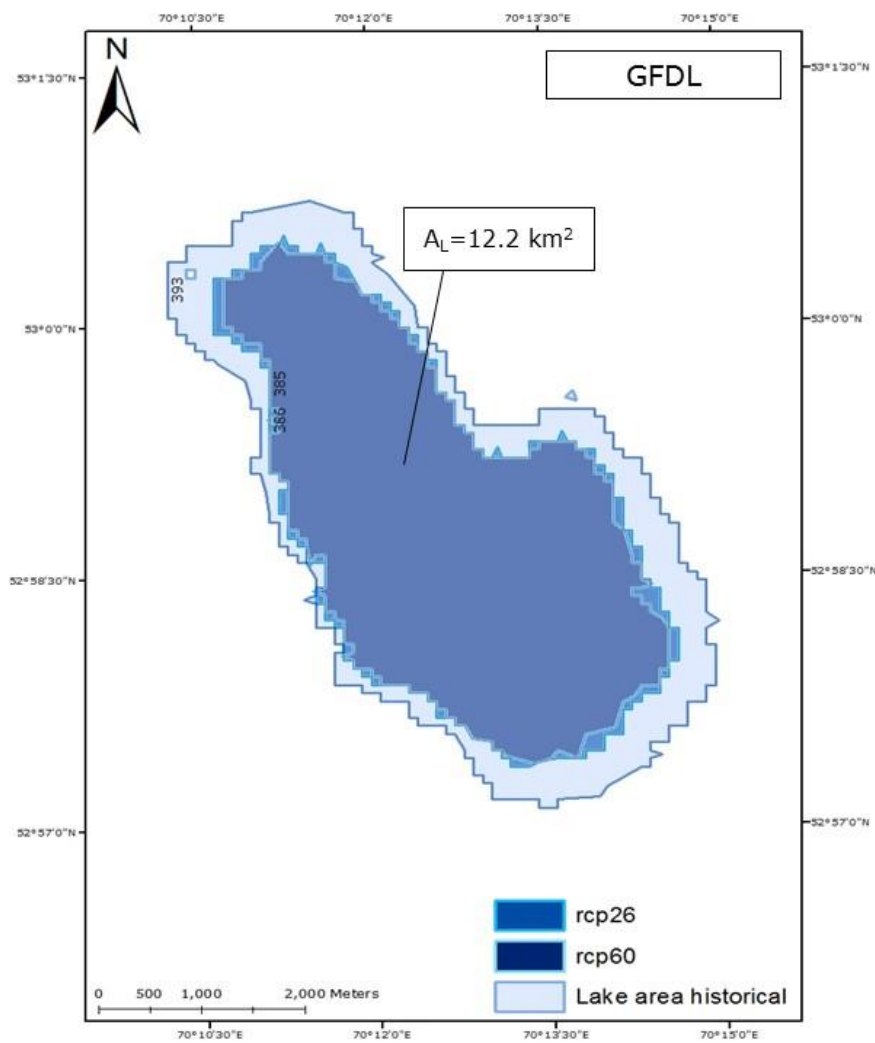 70°10'30"E 70°12'0"E 70°13'30"E 70°15'0"E
N
53°1'30"N 53°1'30"N
GFDL
A_L=12.2 km²
393
53°0'0"N 53°0'0"N
385
386
52°58'30"N 52°58'30"N
52°57'0"N 52°57'0"N
rcp26
rcp60
Lake area historical
0 500 1,000 2,000 Meters
70°10'30"E 70°12'0"E 70°13'30"E 70°15'0"E